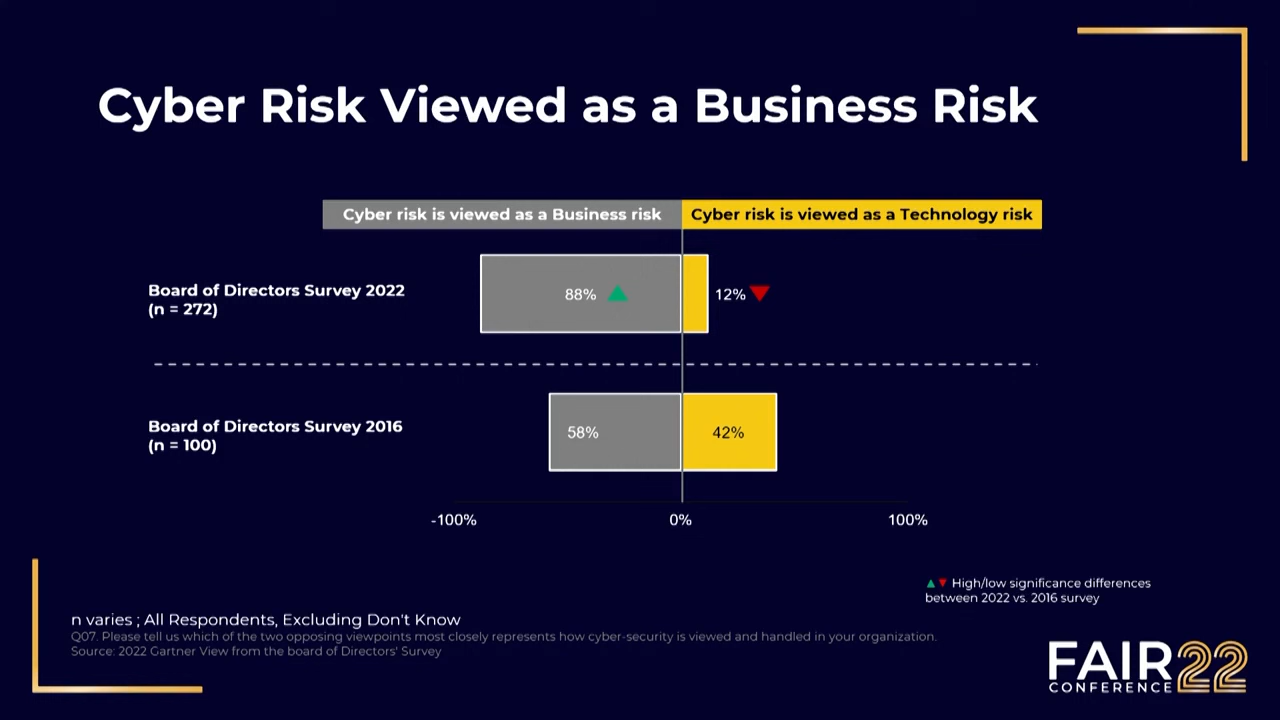 Cyber Risk Viewed as a Business Risk
Cyber risk is viewed as a Business risk
Cyber risk is viewed as a Technology risk
Board of Directors Survey 2022
(n = 272)
88%
12%
Board of Directors Survey 2016
(n = 100)
58%
42%
-100%
0%
100%
High/low significance differences
between 2022 vs. 2016 survey
n varies ; All Respondents, Excluding Don't Know
Q07. Please tell us which of the two opposing viewpoints most closely represents how cyber-security is viewed and handled in your organization.
Source: 2022 Gartner View from the board of Directors' Survey
FAIR22
CONFERENCE